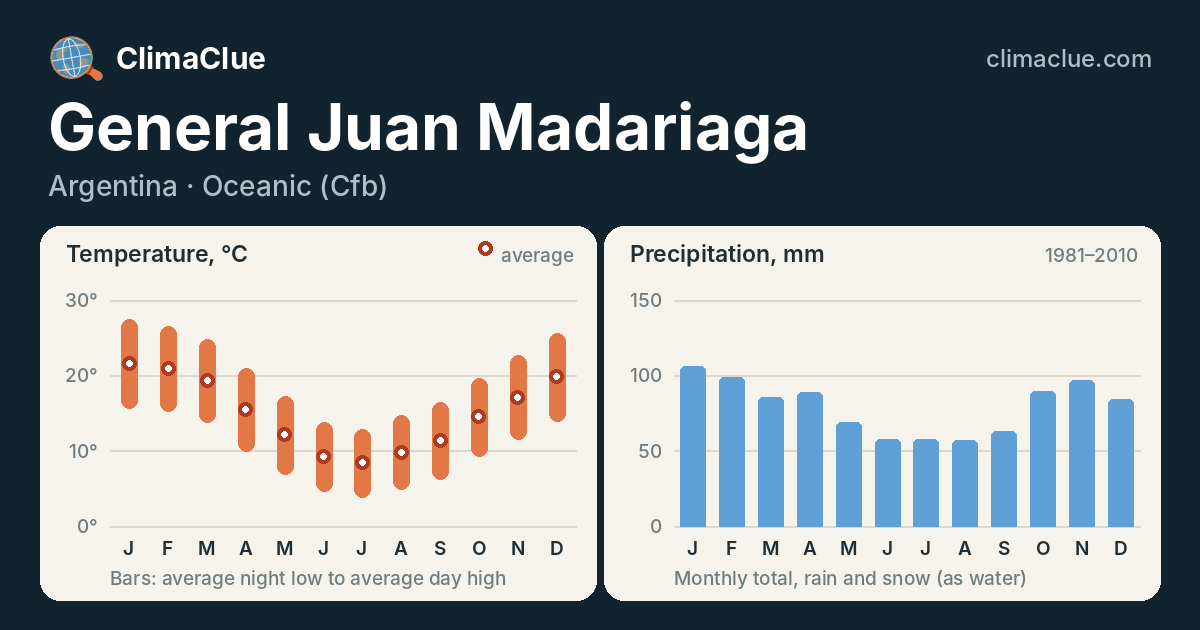 ClimaClue
climaclue.com
General Juan Madariaga
Argentina · Oceanic (Cfb)
Temperature, °C
average
30°
20°
10°
0°
J F M A M J J A S O N D
Bars: average night low to average day high
Precipitation, mm
1981–2010
150
100
50
0
J F M A M J J A S O N D
Monthly total, rain and snow (as water)